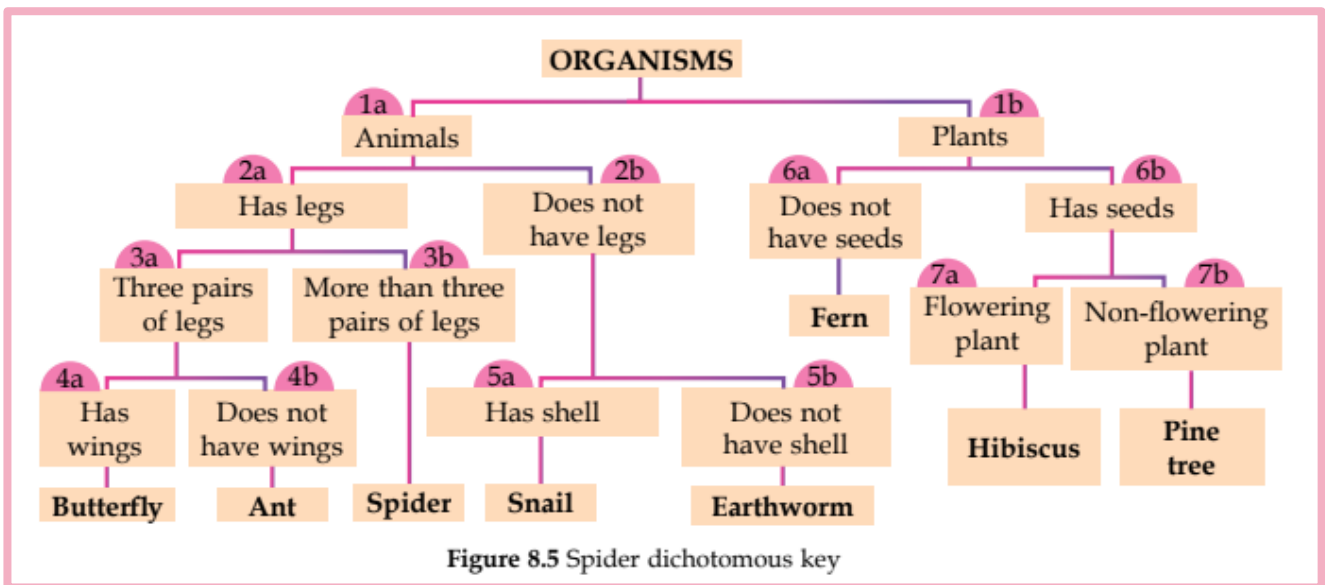 ORGANISMS
1a
1b
Animals
Plants
2a
2b
6a
6b
Has legs
Does not
have legs
Does not
have seeds
Has seeds
3a
3b
7a
7b
Three pairs
of legs
More than three
pairs of legs
Fern
Flowering
plant
Non-flowering
plant
4a
4b
5a
5b
Has
wings
Does not
have wings
Has shell
Does not
have shell
Hibiscus
Pine
tree
Butterfly
Ant
Spider
Snail
Earthworm
Figure 8.5 Spider dichotomous key